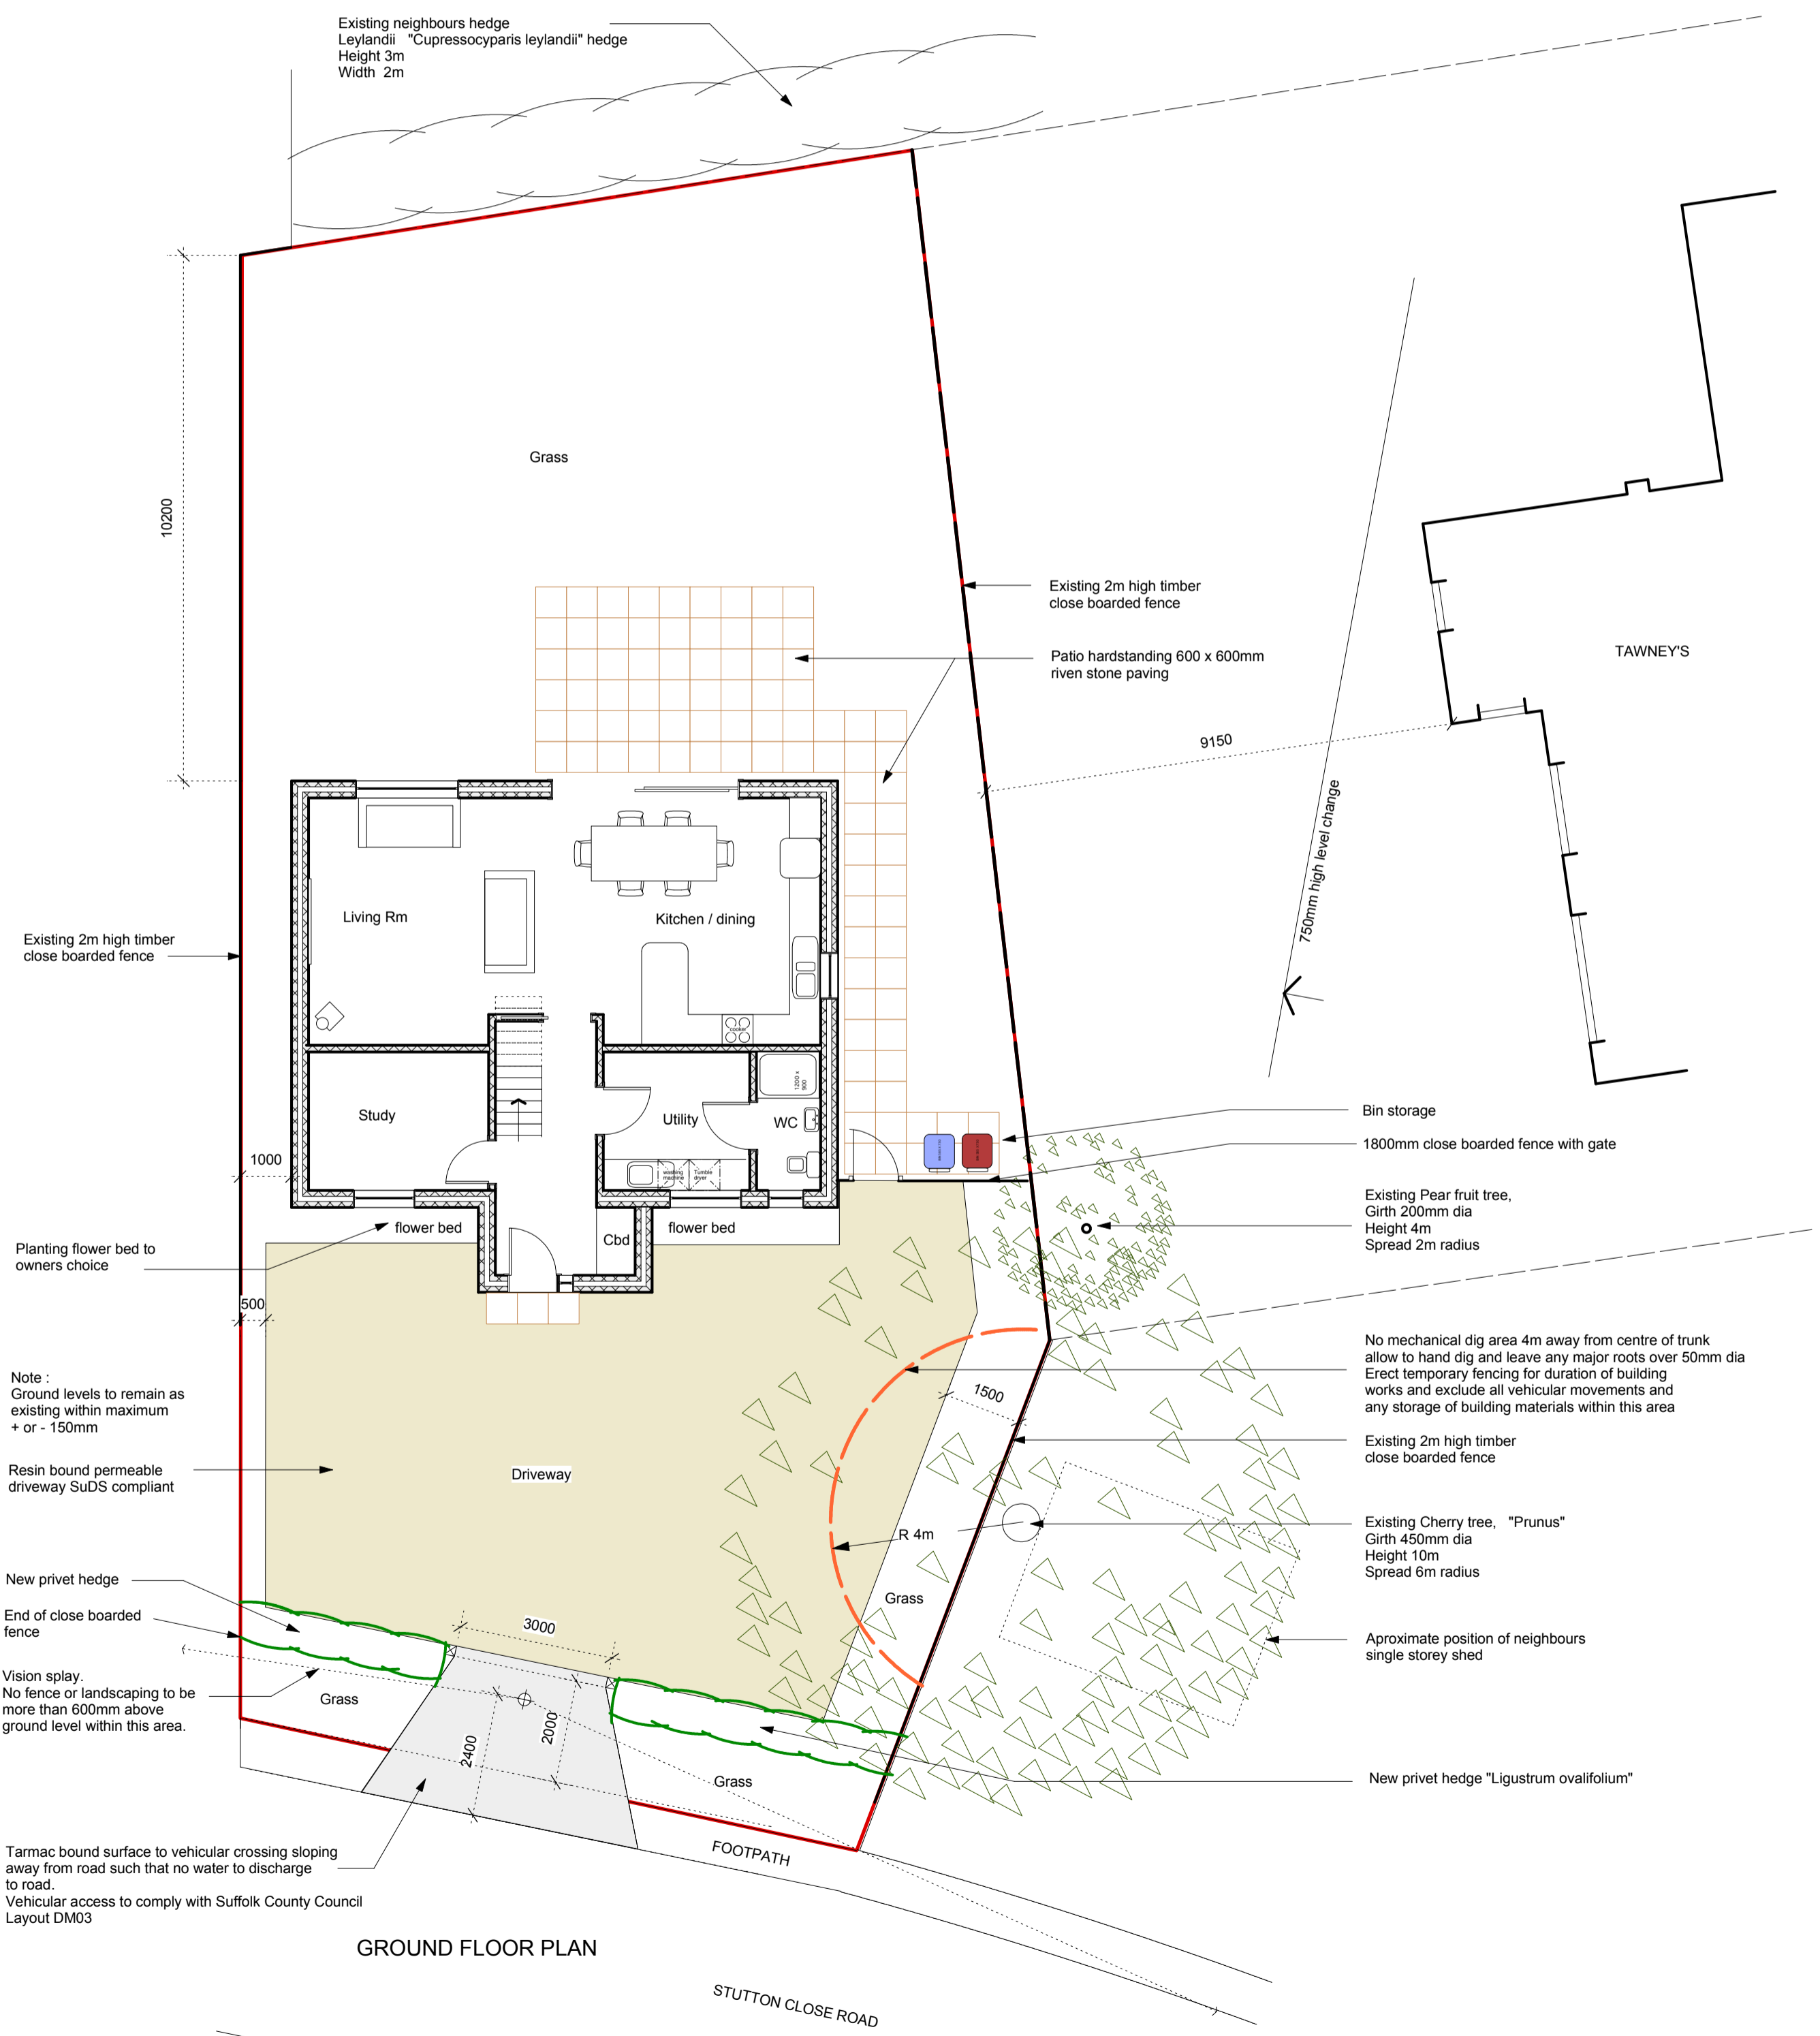 Existing neighbours hedge
Leylandii "Cupressocyparis leylandii" hedge
Height 3m
Width 2m
Grass
10200
Existing 2m high timber
close boarded fence
Patio hardstanding 600 x 600mm
riven stone paving
TAWNEY'S
9150
750mm high level change
Living Rm
Kitchen / dining
Existing 2m high timber
close boarded fence
cooker
1200 x
900
Study
Utility
WC
Bin storage
1800mm close boarded fence with gate
1000
washing
machine
Tumble
dryer
Existing Pear fruit tree,
Girth 200mm dia
Height 4m
Spread 2m radius
flower bed
flower bed
Cbd
Planting flower bed to
owners choice
500
No mechanical dig area 4m away from centre of trunk
allow to hand dig and leave any major roots over 50mm dia
Erect temporary fencing for duration of building
works and exclude all vehicular movements and
any storage of building materials within this area
Note :
Ground levels to remain as
existing within maximum
+ or - 150mm
1500
Existing 2m high timber
close boarded fence
Resin bound permeable
driveway SuDS compliant
Driveway
R 4m
Existing Cherry tree, "Prunus"
Girth 450mm dia
Height 10m
Spread 6m radius
New privet hedge
Grass
End of close boarded
fence
3000
Aproximate position of neighbours
single storey shed
Vision splay.
No fence or landscaping to be
more than 600mm above
ground level within this area.
Grass
2400
2000
Grass
New privet hedge "Ligustrum ovalifolium"
Tarmac bound surface to vehicular crossing sloping
away from road such that no water to discharge
to road.
Vehicular access to comply with Suffolk County Council
Layout DM03
FOOTPATH
GROUND FLOOR PLAN
STUTTON CLOSE ROAD